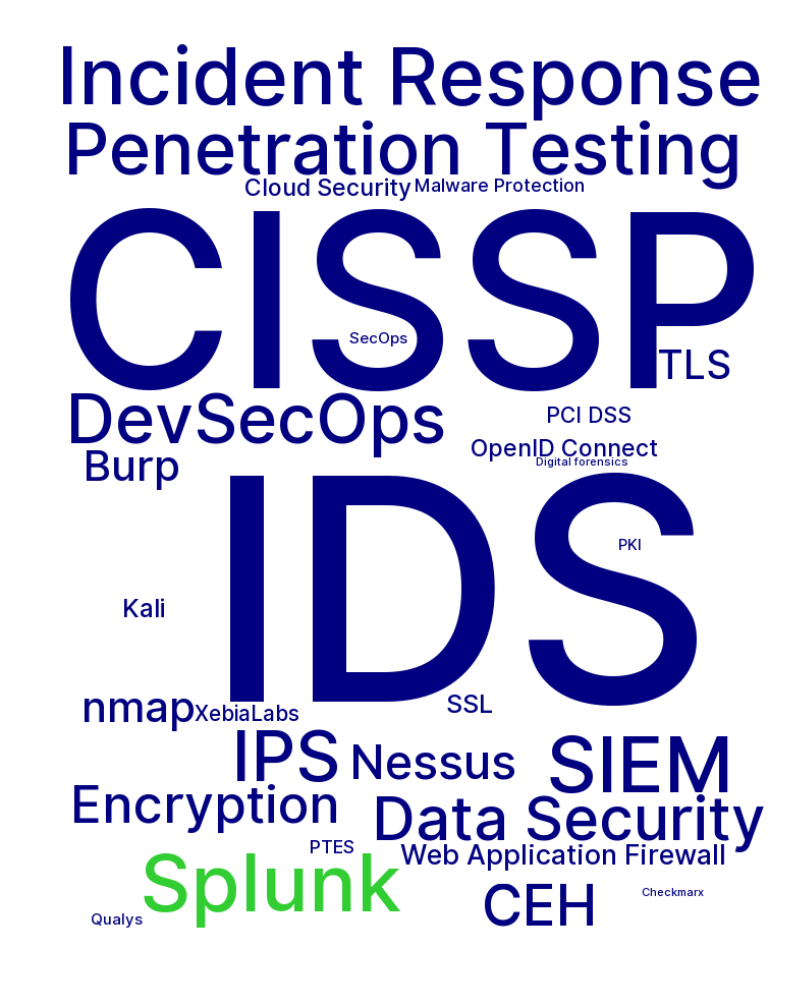 Incident Response
Penetration Testing
Cloud Security
Malware Protection
CISSP
SecOps
TLS
DevSecOps
PCI DSS
OpenID Connect
Burp
Digital forensics
IDS
PKI
Kali
nmap
XebiaLabs
SSL
IPS
Nessus
SIEM
Encryption
Data Security
PTES
Web Application Firewall
Splunk
CEH
Checkmarx
Qualys